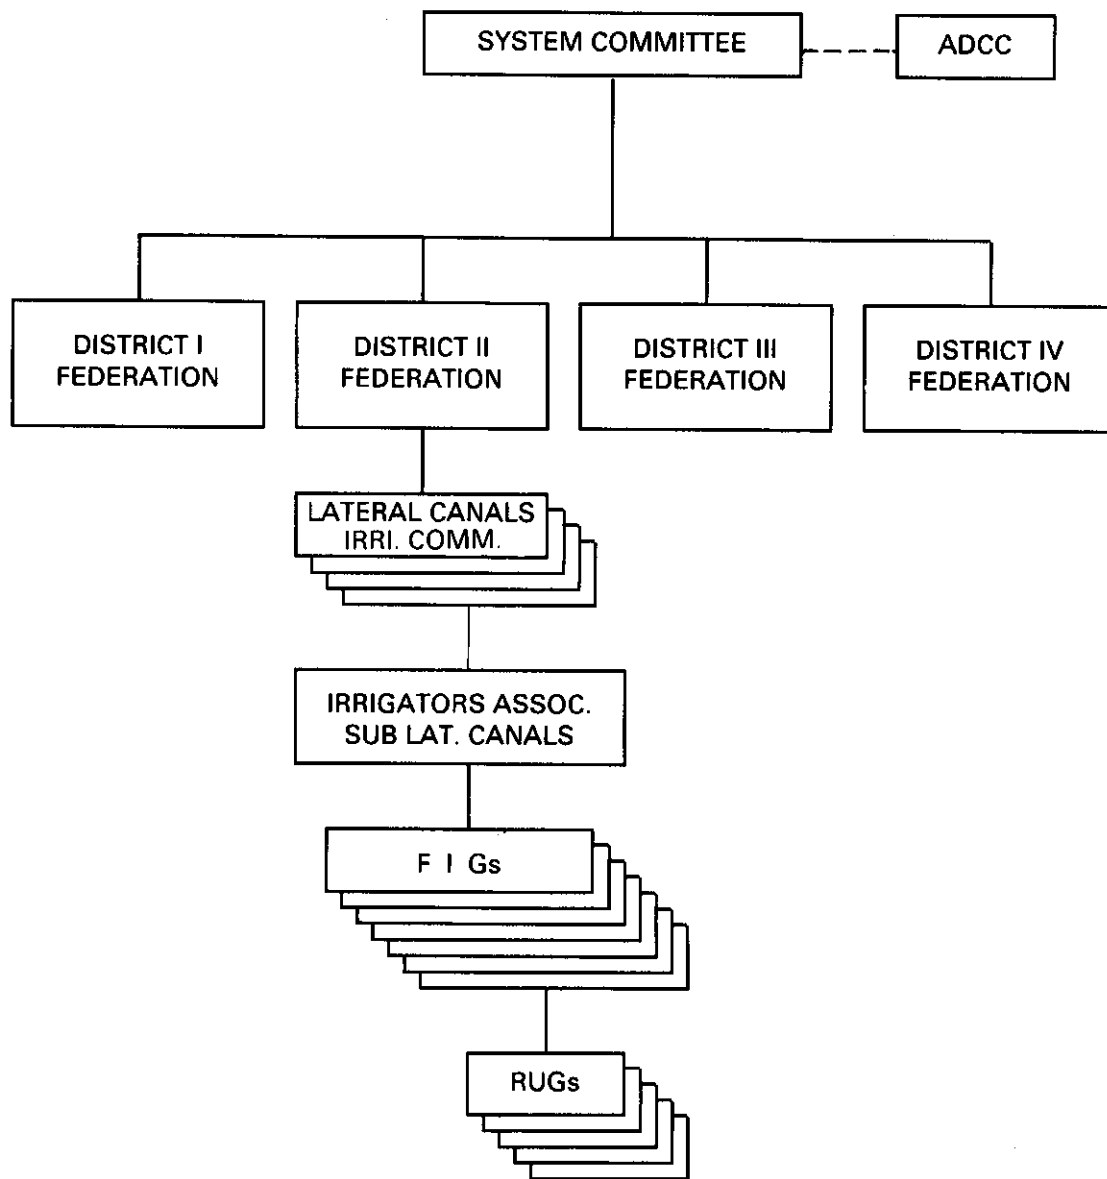 SYSTEM COMMITTEE
ADCC
DISTRICT I
FEDERATION
DISTRICT II
FEDERATION
DISTRICT III
FEDERATION
DISTRICT IV
FEDERATION
LATERAL CANALS
IRRI. COMM.
IRRIGATORS ASSOC.
SUB LAT. CANALS
F I Gs
RUGs